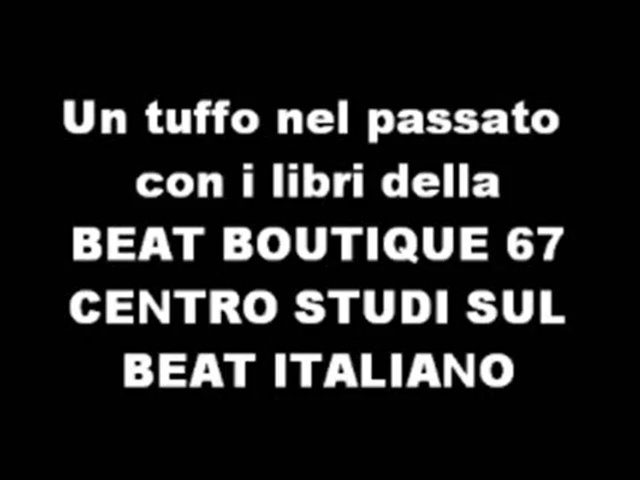 Un tuffo nel passato
con i libri della
BEAT BOUTIQUE 67
CENTRO STUDI SUL
BEAT ITALIANO